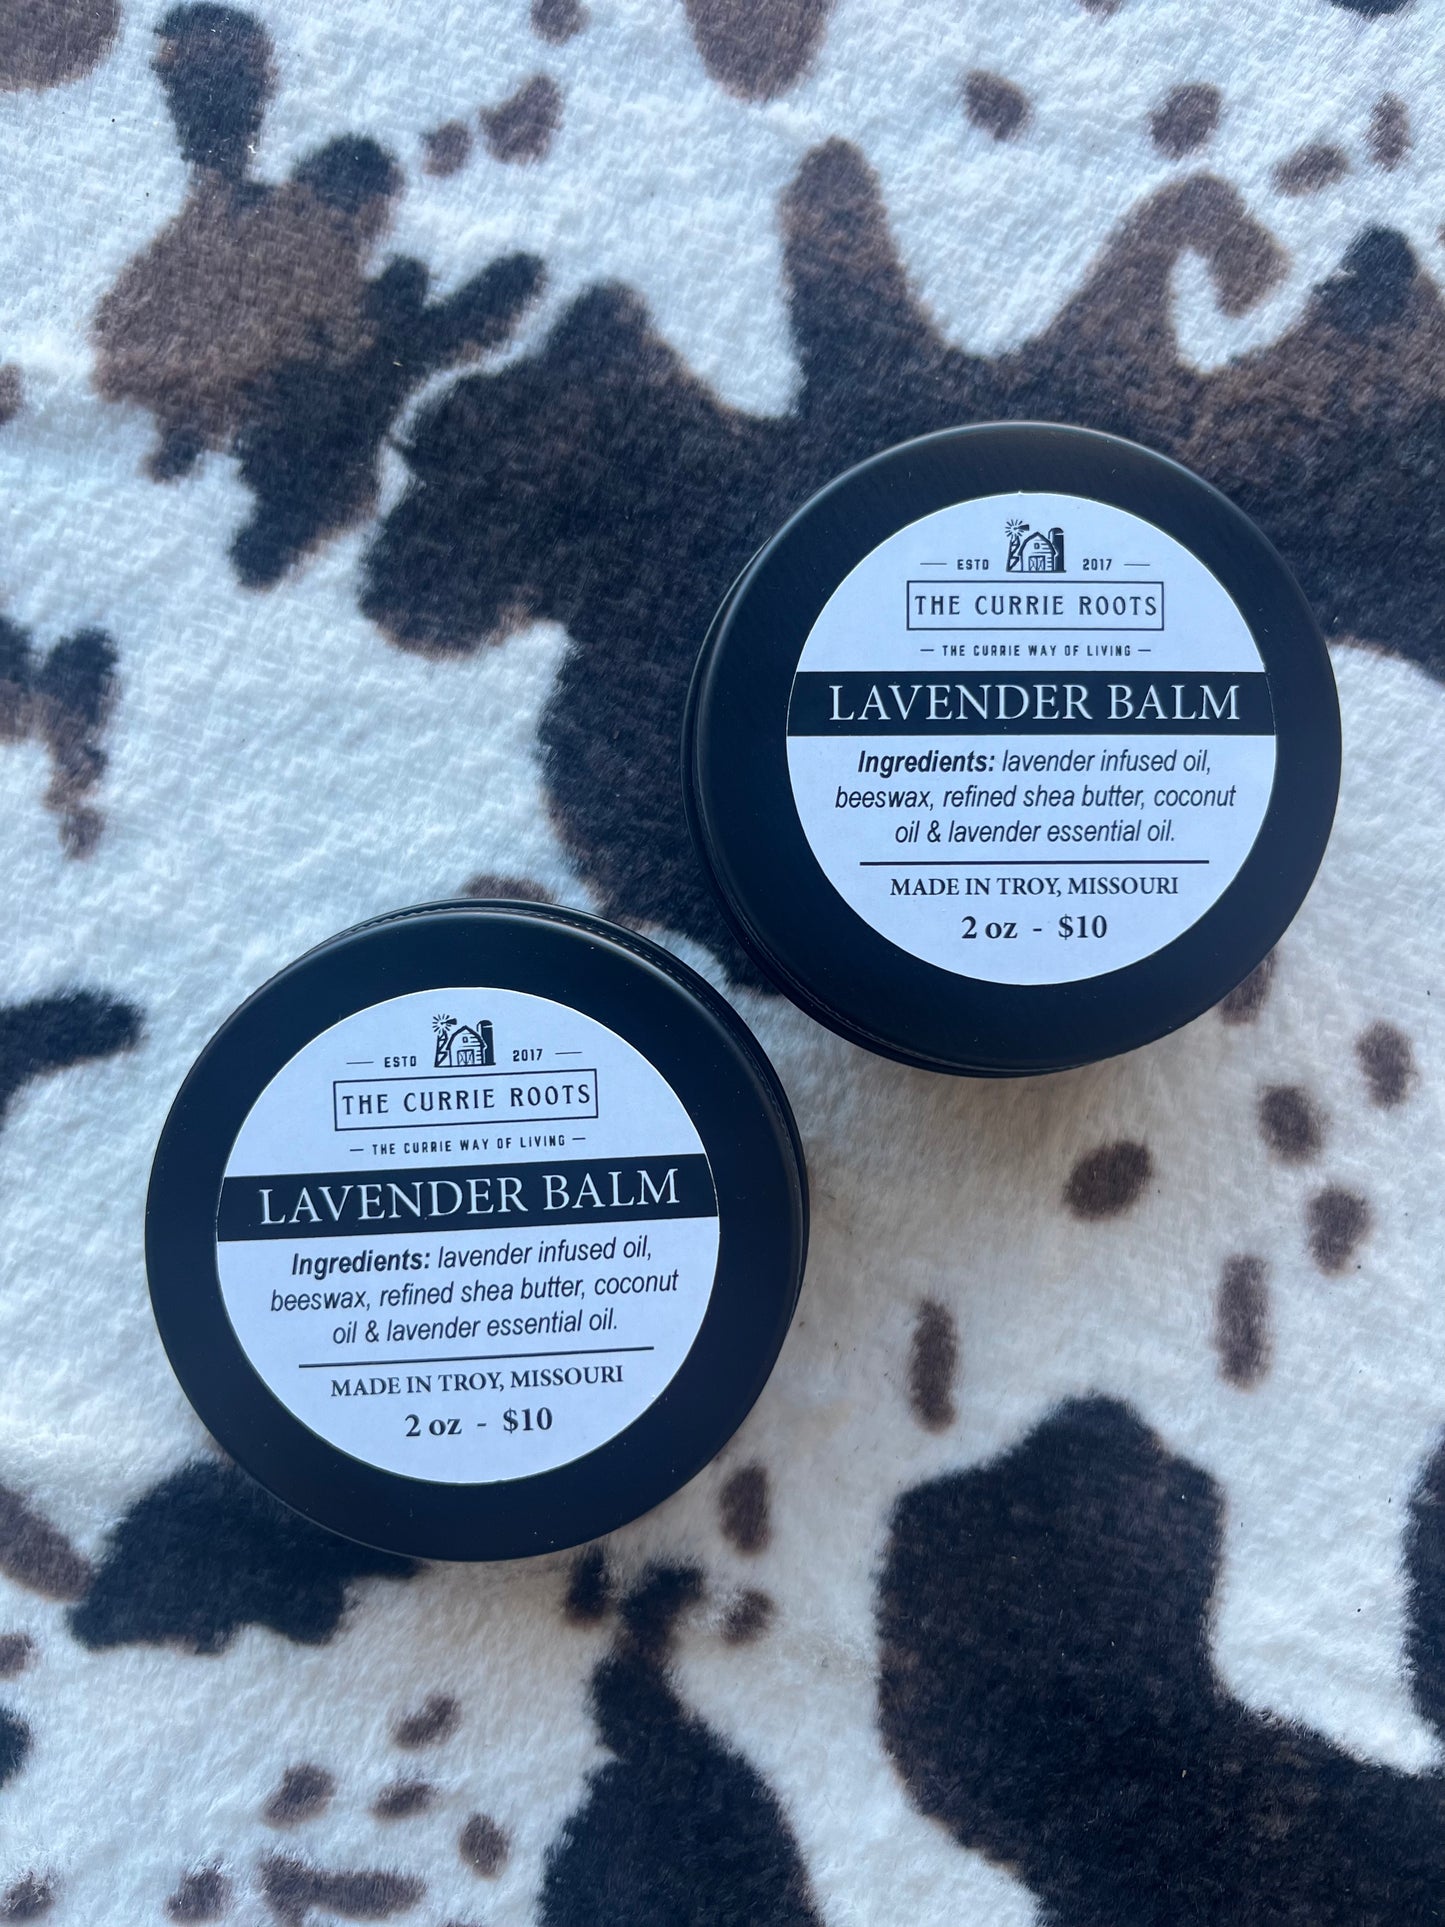 ESTD 2017
THE CURRIE ROOTS
— THE CURRIE WAY OF LIVING —
LAVENDER BALM
Ingredients: lavender infused oil,
beeswax, refined shea butter, coconut
oil & lavender essential oil.
MADE IN TROY, MISSOURI
2 oz - $10
ESTD 2017
THE CURRIE ROOTS
— THE CURRIE WAY OF LIVING —
LAVENDER BALM
Ingredients: lavender infused oil,
beeswax, refined shea butter, coconut
oil & lavender essential oil.
MADE IN TROY, MISSOURI
2 oz - $10